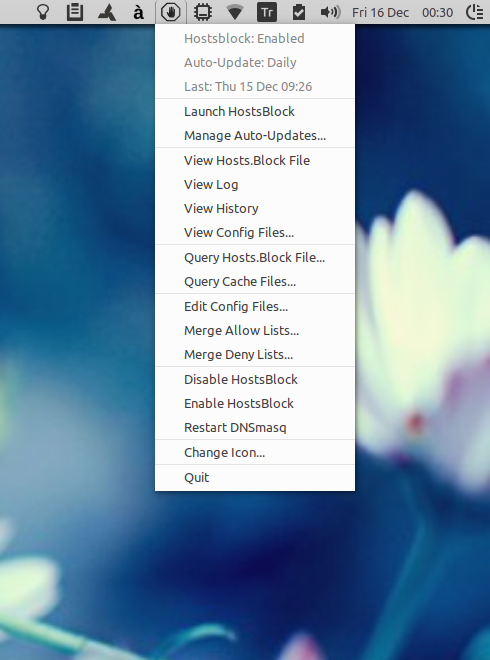 à
Tr
Fri 16 Dec 00:30
Hostsblock: Enabled
Auto-Update: Daily
Last: Thu 15 Dec 09:26
Launch HostsBlock
Manage Auto-Updates...
View Hosts.Block File
View Log
View History
View Config Files...
Query Hosts.Block File...
Query Cache Files...
Edit Config Files...
Merge Allow Lists...
Merge Deny Lists...
Disable HostsBlock
Enable HostsBlock
Restart DNSmasq
Change Icon...
Quit